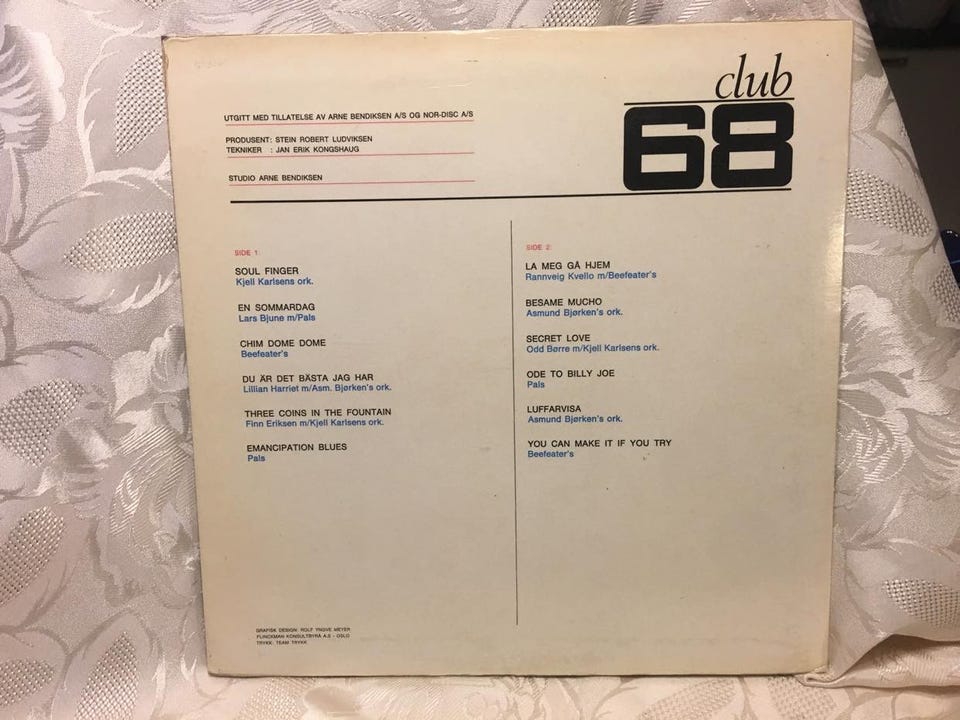 club
68
UTGITT MED TILLATELSE AV ARNE BENDIKSEN A/S OG NOR-DISC A/S
PRODUSENT: STEIN ROBERT LUDVIKSEN
TEKNIKER : JAN ERIK KONGSHAUG
STUDIO ARNE BENDIKSEN
SIDE 1:
SOUL FINGER
Kjell Karlsens ork.
EN SOMMARDAG
Lars Bjune m/Pals
CHIM DOME DOME
Beefeater's
DU ÄR DET BÄSTA JAG HAR
Lillian Harriet m/Asm. Bjørken's ork.
THREE COINS IN THE FOUNTAIN
Finn Eriksen m/Kjell Karlsens ork.
EMANCIPATION BLUES
Pals
SIDE 2:
LA MEG GÅ HJEM
Rannveig Kvello m/Beefeater's
BESAME MUCHO
Asmund Bjørken's ork.
SECRET LOVE
Odd Børre m/Kjell Karlsens ork.
ODE TO BILLY JOE
Pals
LUFFARVISA
Asmund Bjørken's ork.
YOU CAN MAKE IT IF YOU TRY
Beefeater's
GRAFISK DESIGN: ROLF YNGVE MEYER
FLINCKMAN KONSULTBYRÅ A.S - OSLO
TRYKK: TEAM TRYKK